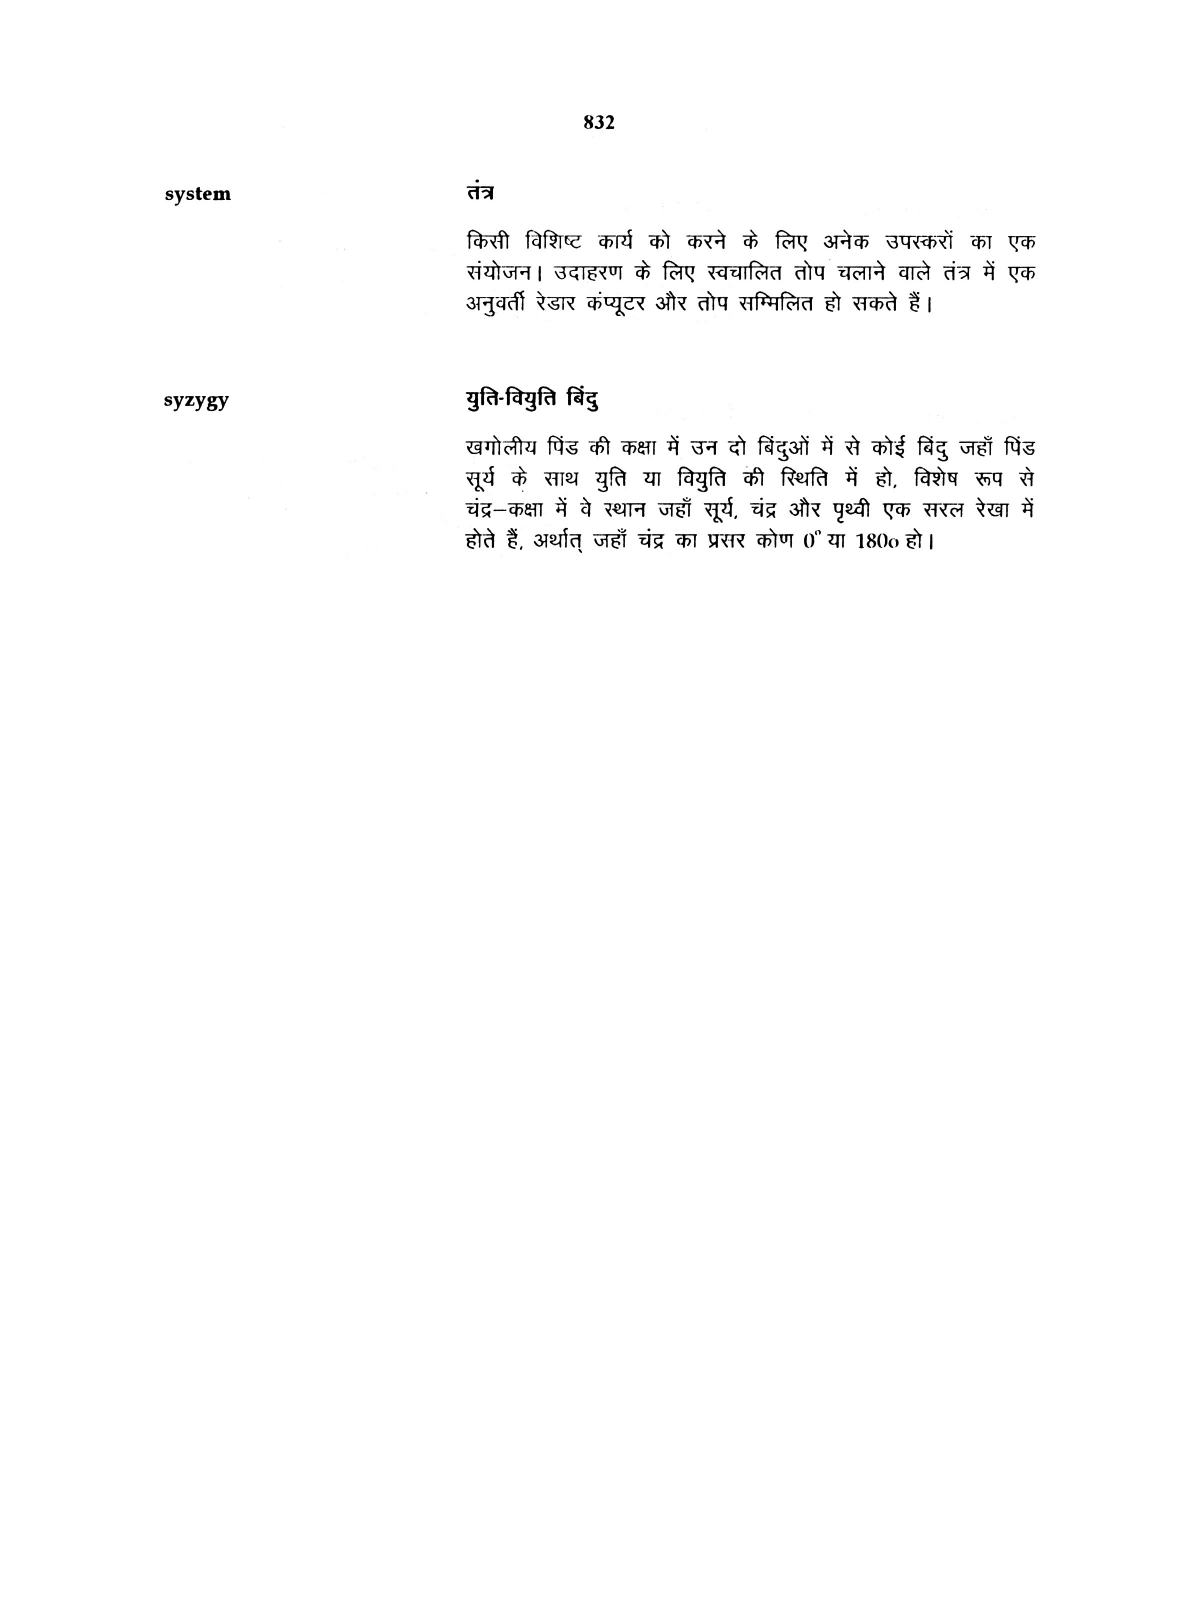 832
system तंत्र
किसी विशिष्ट कार्य को करने के लिए अनेक उपस्करों का एक
संयोजन। उदाहरण के लिए स्वचालित तोप चलाने वाले तंत्र में एक
अनुवर्ती रेडार कंप्यूटर और तोप सम्मिलित हो सकते हैं।
syzygy युति-वियुति बिंदु
खगोलीय पिंड की कक्षा में उन दो बिंदुओं में से कोई बिंदु जहाँ पिंड
सूर्य के साथ युति या वियुति की स्थिति में हो, विशेष रूप से
चंद्र–कक्षा में वे स्थान जहाँ सूर्य, चंद्र और पृथ्वी एक सरल रेखा में
होते हैं, अर्थात् जहाँ चंद्र का प्रसर कोण 0° या 180o हो।